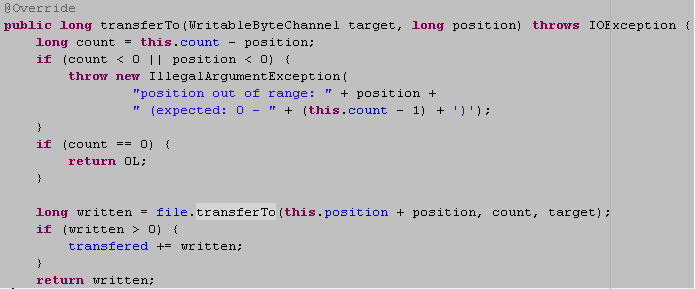 @Override
public long transferTo(WritableByteChannel target, long position) throws IOException {
    long count = this.count - position;
    if (count < 0 || position < 0) {
        throw new IllegalArgumentException(
                "position out of range: " + position +
                " (expected: 0 - " + (this.count - 1) + ')');
    }
    if (count == 0) {
        return 0L;
    }

    long written = file.transferTo(this.position + position, count, target);
    if (written > 0) {
        transfered += written;
    }
    return written;